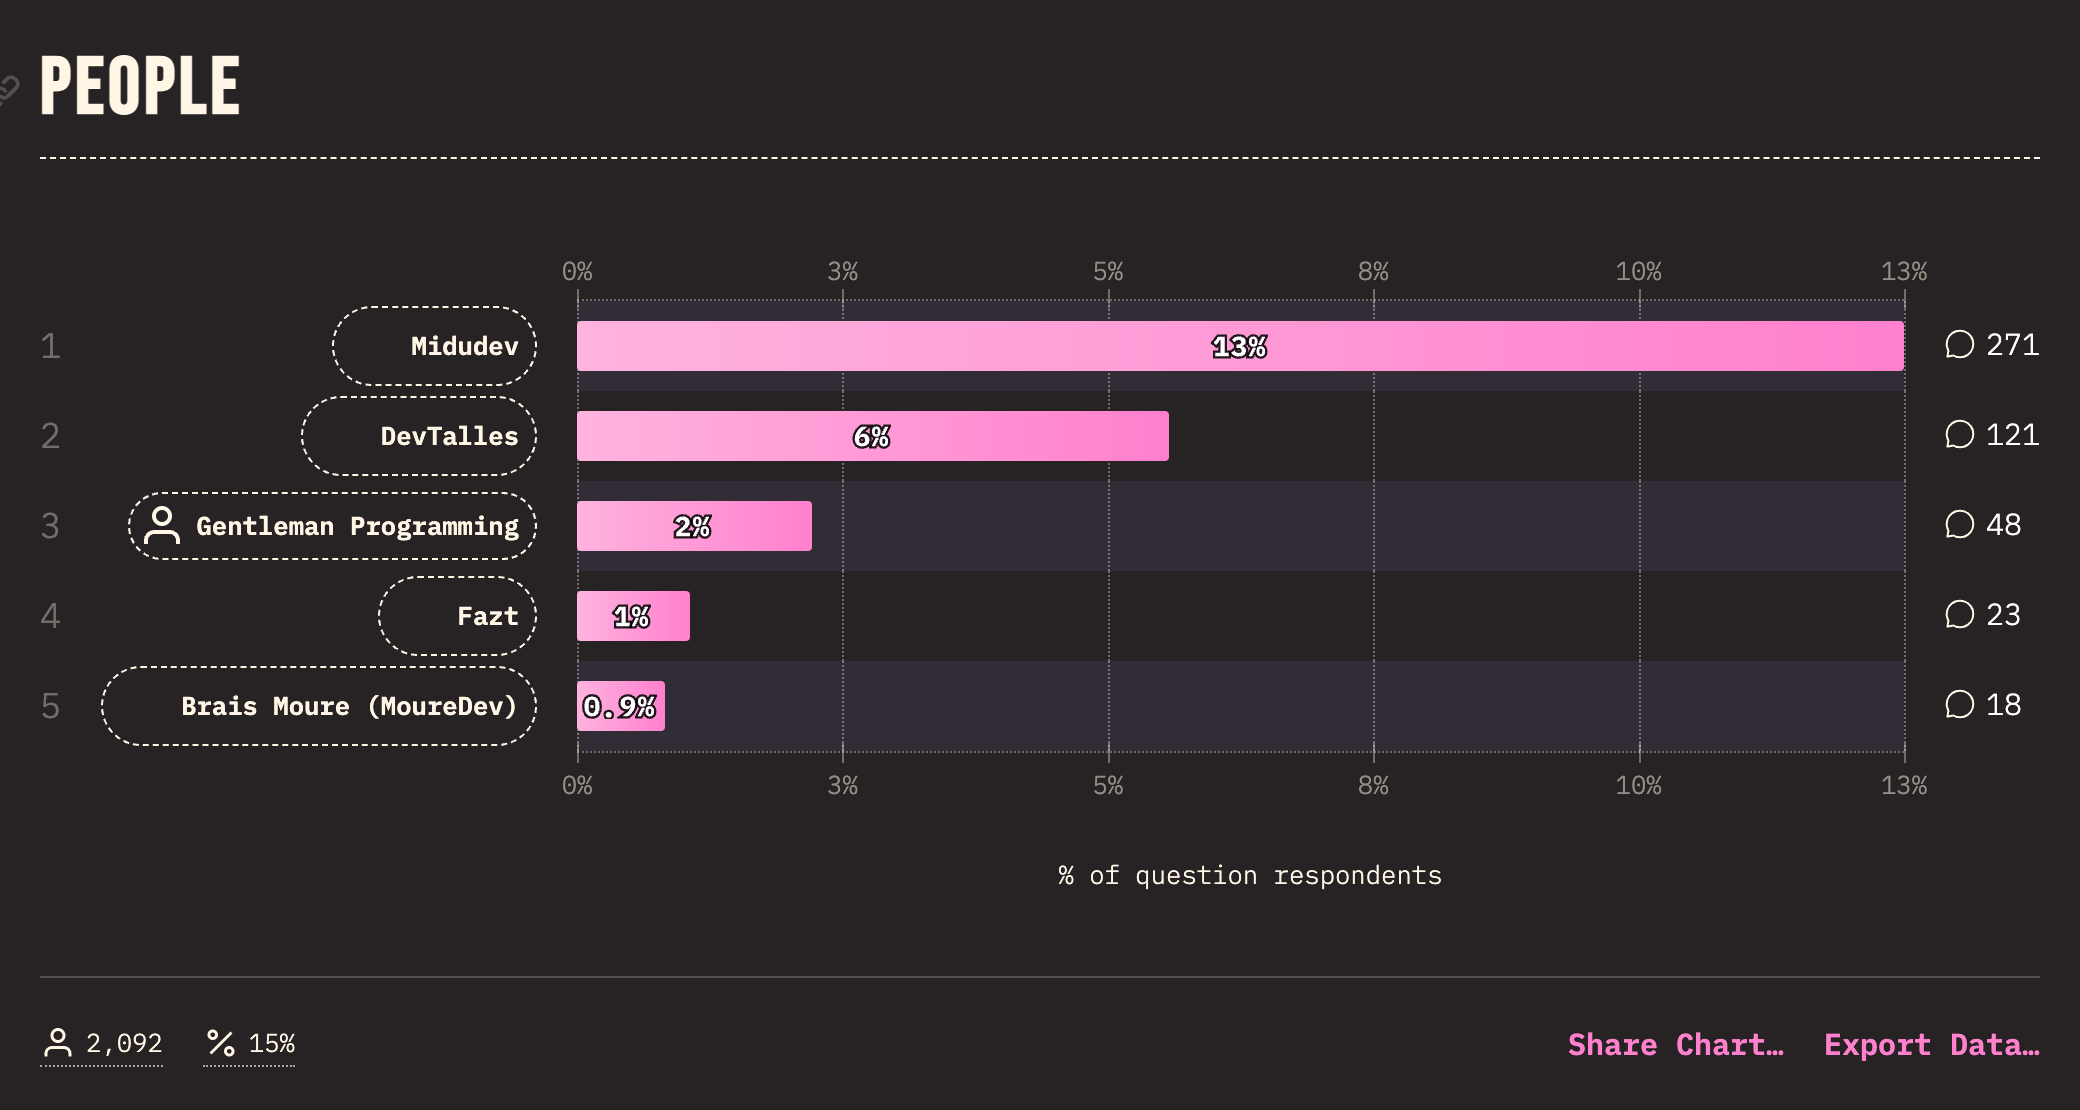 PEOPLE
0% 3% 5% 8% 10% 13%
1 Midudev 13% 271
2 DevTalles 6% 121
3 Gentleman Programming 2% 48
4 Fazt 1% 23
5 Brais Moure (MoureDev) 0.9% 18
0% 3% 5% 8% 10% 13%
% of question respondents
2,092 15% Share Chart… Export Data…